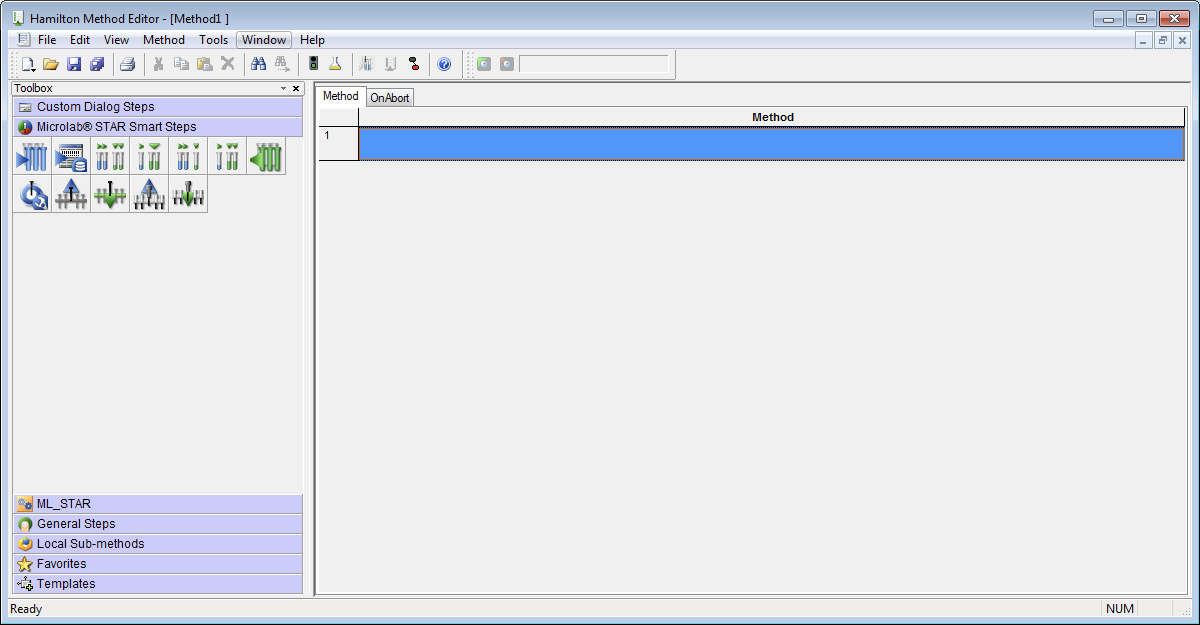 Hamilton Method Editor - [Method1 ]
File Edit View Method Tools Window Help
Toolbox
Custom Dialog Steps
Microlab® STAR Smart Steps
ML_STAR
General Steps
Local Sub-methods
Favorites
Templates
Method OnAbort
Method
1
Ready NUM